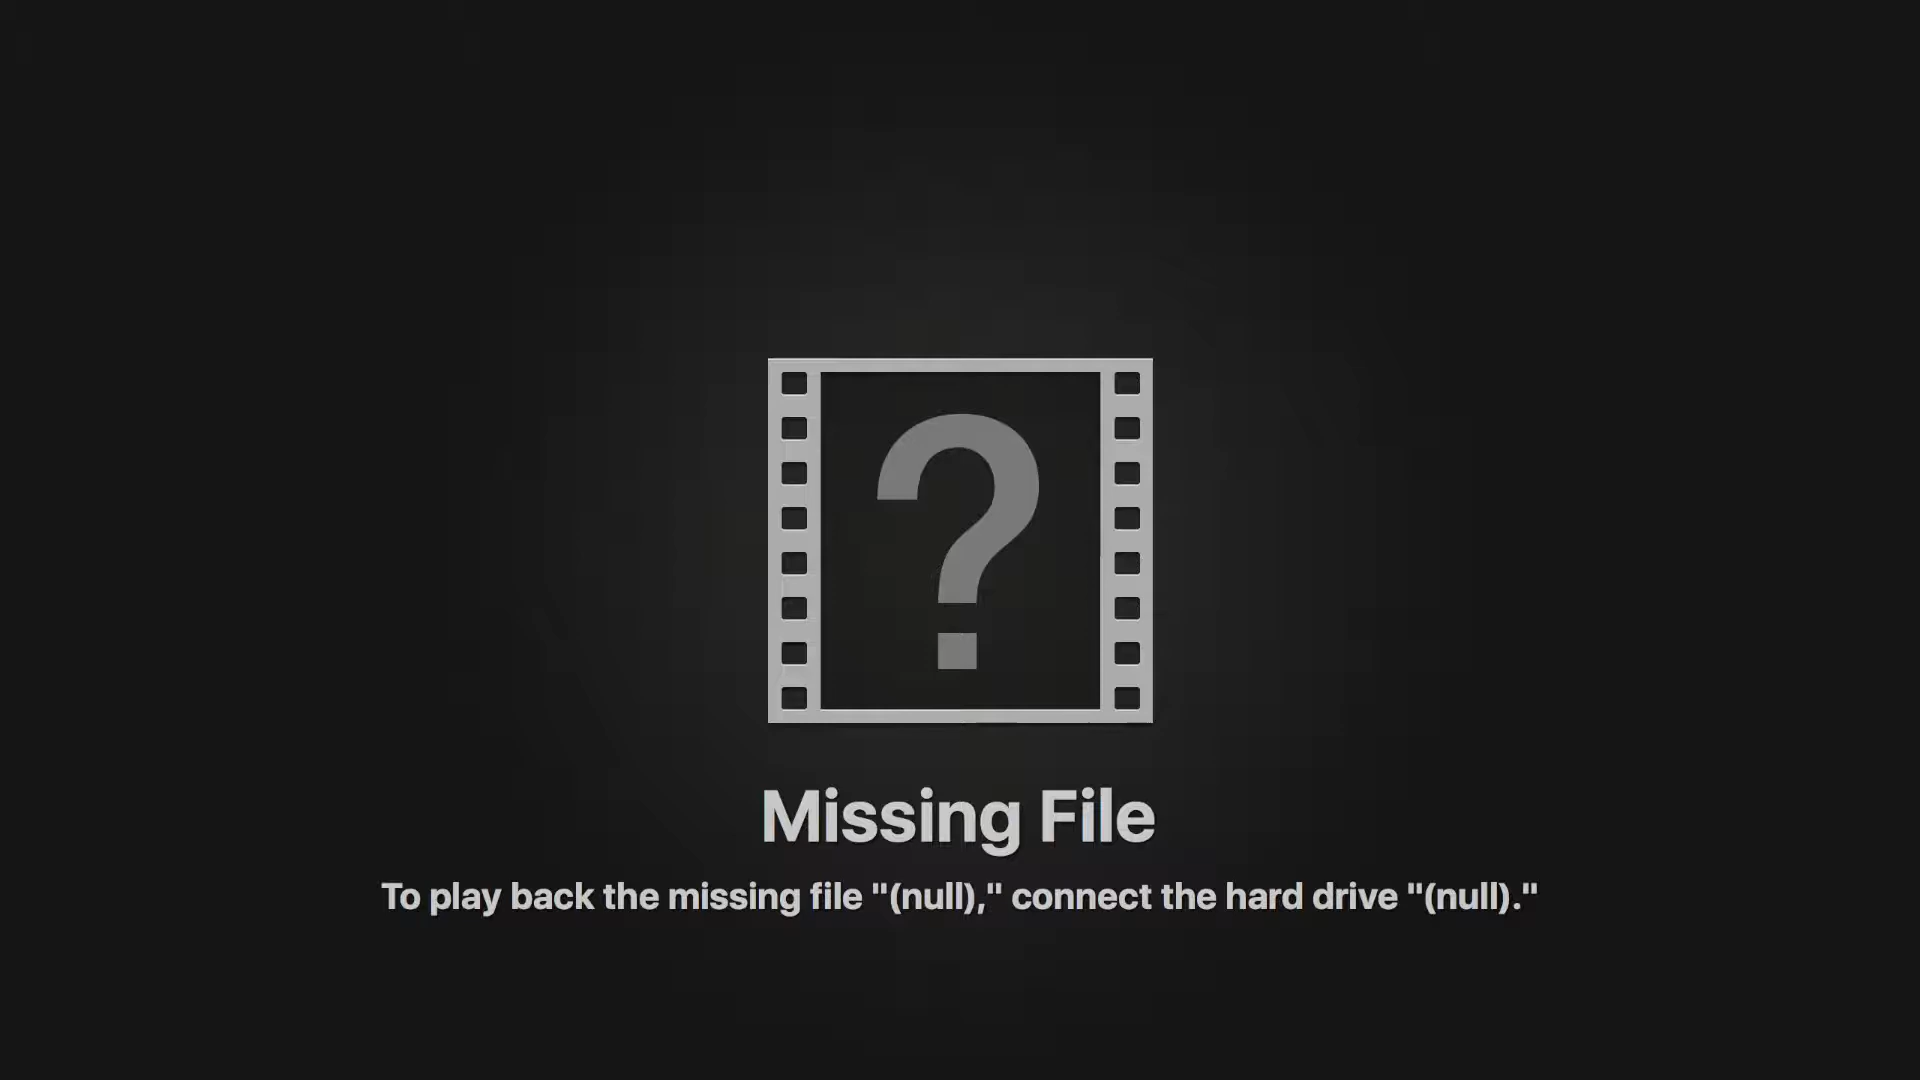 ?
Missing File
To play back the missing file "(null)," connect the hard drive "(null)."